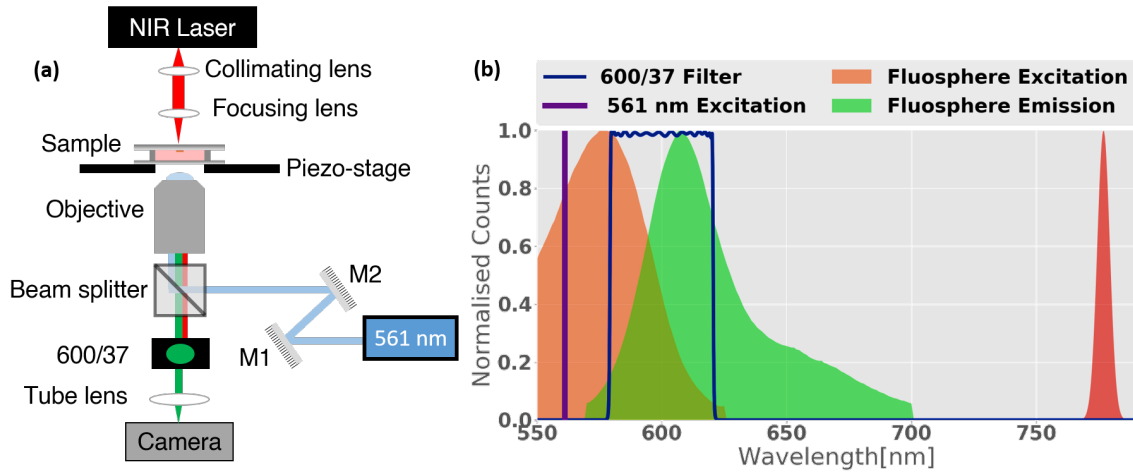 NIR Laser
(a)
Collimating lens
Focusing lens
Sample
Piezo-stage
Objective
Beam splitter
M2
M1
561 nm
600/37
Tube lens
Camera
(b)
600/37 Filter
561 nm Excitation
Fluosphere Excitation
Fluosphere Emission
Normalised Counts
1.0
0.8
0.6
0.4
0.2
0.0
550 600 650 700 750
Wavelength[nm]